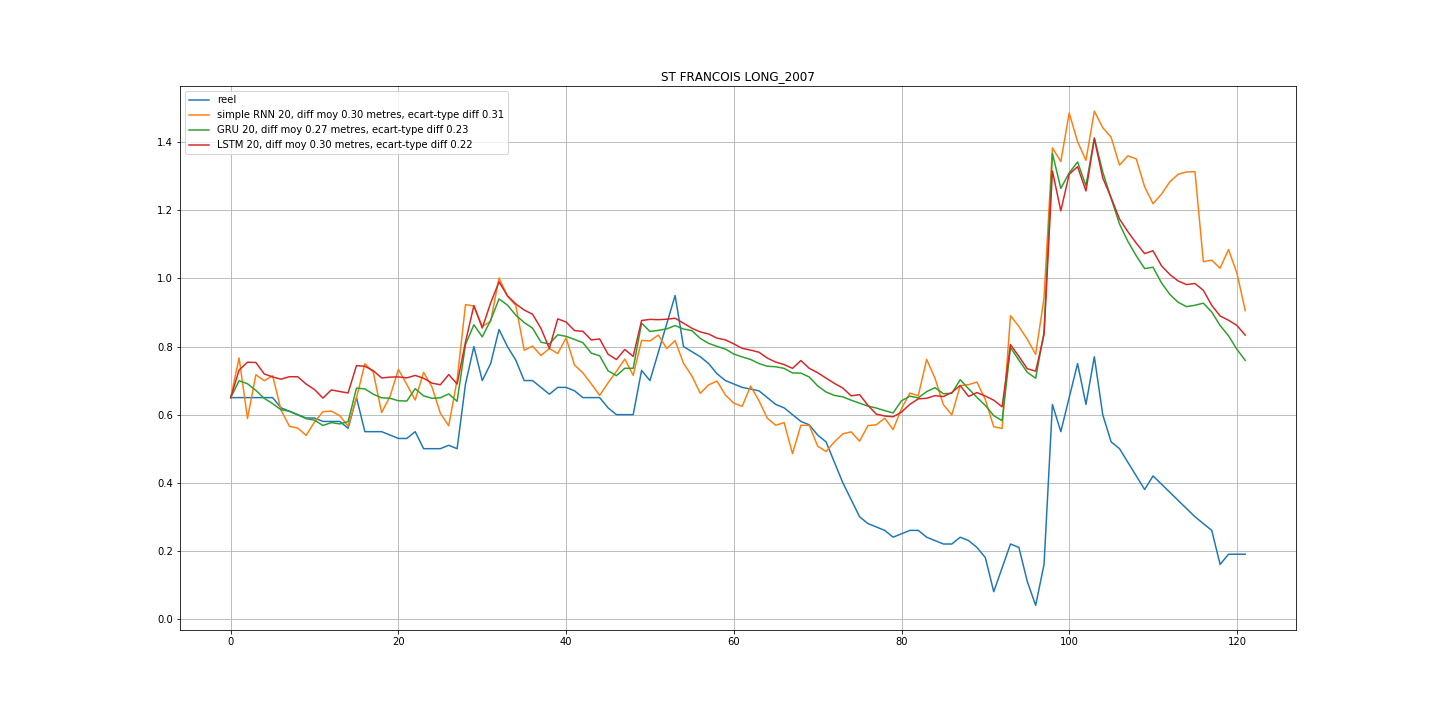 ST FRANCOIS LONG_2007
reel
simple RNN 20, diff moy 0.30 metres, ecart-type diff 0.31
GRU 20, diff moy 0.27 metres, ecart-type diff 0.23
LSTM 20, diff moy 0.30 metres, ecart-type diff 0.22
1.4
1.2
1.0
0.8
0.6
0.4
0.2
0.0
0 20 40 60 80 100 120